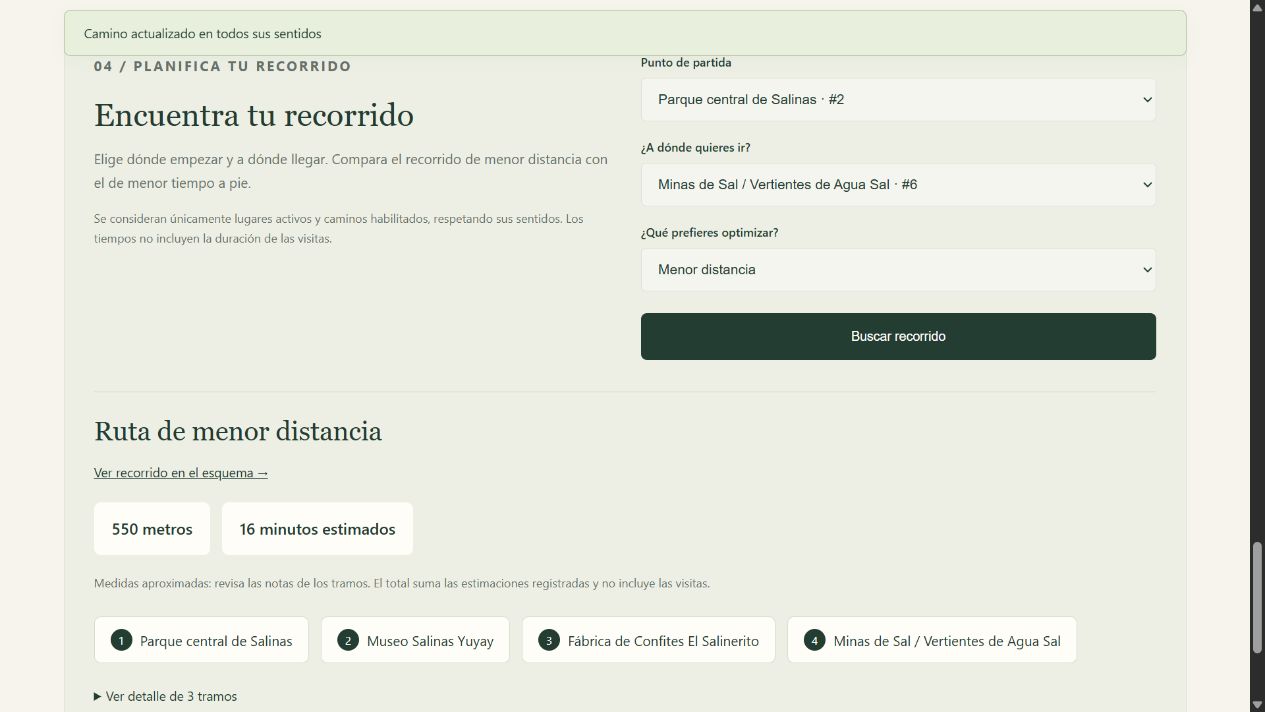 Camino actualizado en todos sus sentidos
04 / PLANIFICA TU RECORRIDO
Encuentra tu recorrido
Elige dónde empezar y a dónde llegar. Compara el recorrido de menor distancia con
el de menor tiempo a pie.
Se consideran únicamente lugares activos y caminos habilitados, respetando sus sentidos. Los
tiempos no incluyen la duración de las visitas.
Punto de partida
Parque central de Salinas · #2
¿A dónde quieres ir?
Minas de Sal / Vertientes de Agua Sal · #6
¿Qué prefieres optimizar?
Menor distancia
Buscar recorrido
Ruta de menor distancia
Ver recorrido en el esquema →
550 metros
16 minutos estimados
Medidas aproximadas: revisa las notas de los tramos. El total suma las estimaciones registradas y no incluye las visitas.
1 Parque central de Salinas
2 Museo Salinas Yuyay
3 Fábrica de Confites El Salinerito
4 Minas de Sal / Vertientes de Agua Sal
▶ Ver detalle de 3 tramos